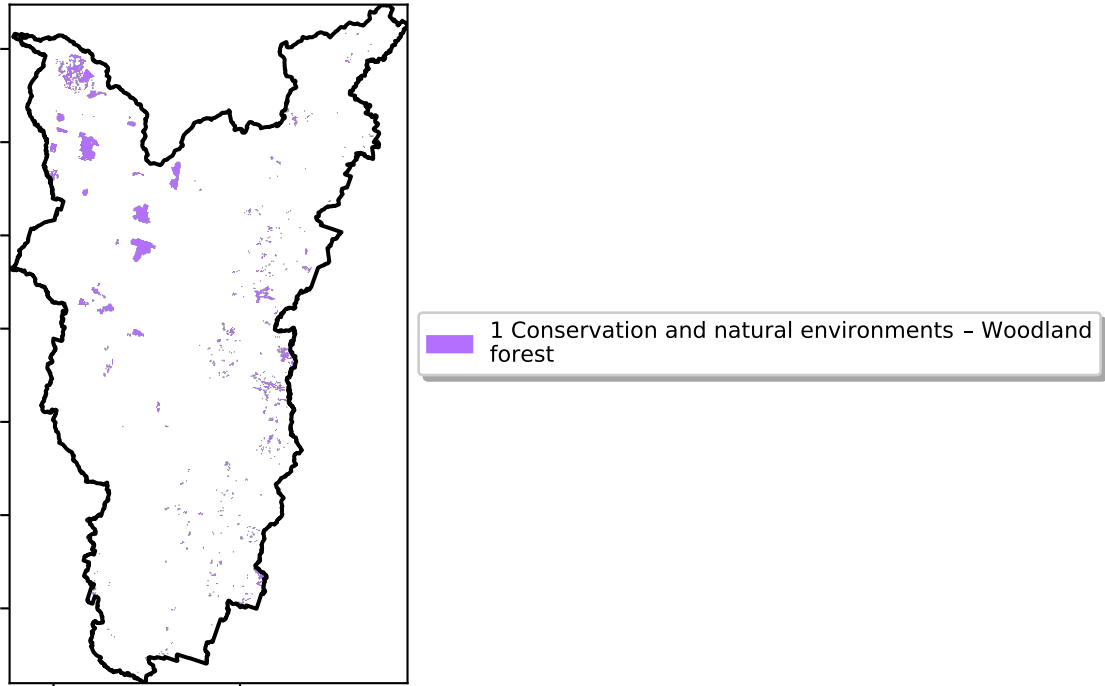 1 Conservation and natural environments – Woodland
forest